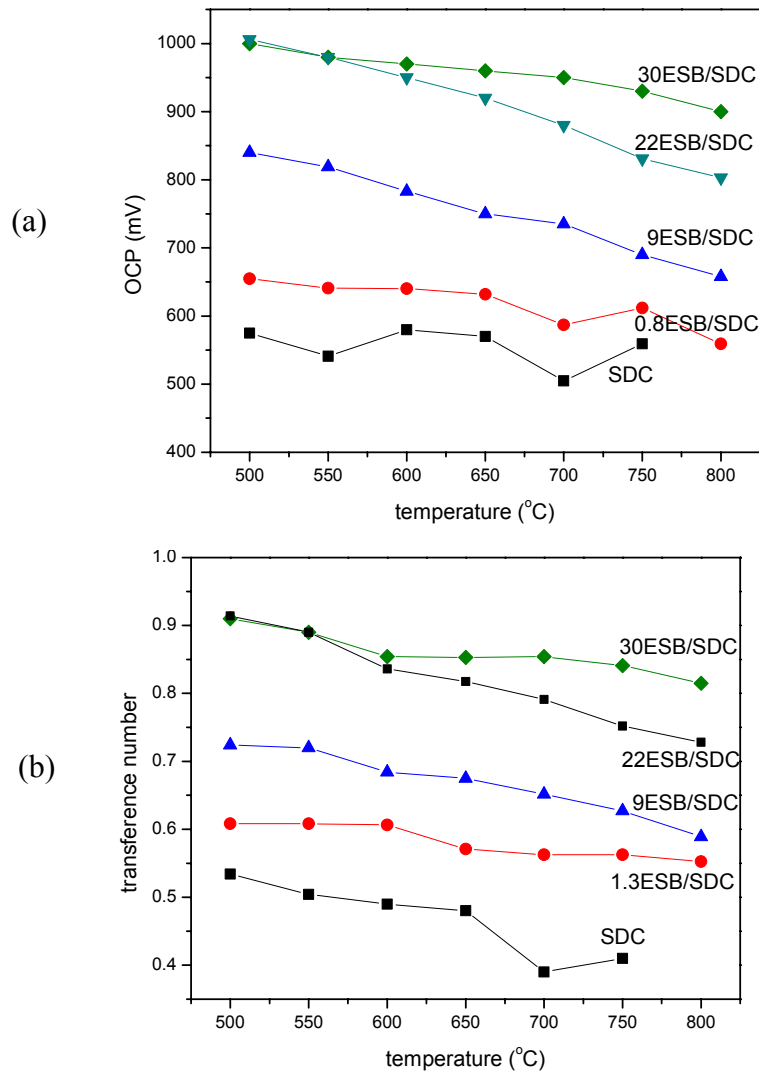 (a)
OCP (mV)
1000
900
800
700
600
500
400
30ESB/SDC
22ESB/SDC
9ESB/SDC
0.8ESB/SDC
SDC
500 550 600 650 700 750 800
temperature (°C)
(b)
transference number
1.0
0.9
0.8
0.7
0.6
0.5
0.4
30ESB/SDC
22ESB/SDC
9ESB/SDC
1.3ESB/SDC
SDC
500 550 600 650 700 750 800
temperature (°C)